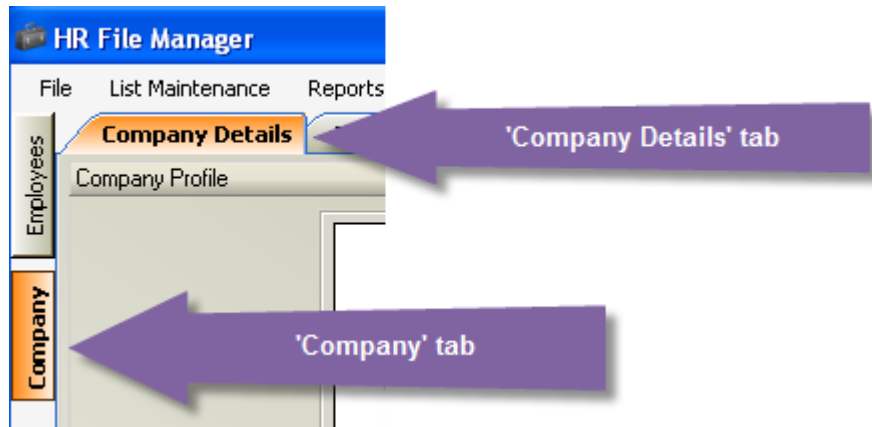 HR File Manager
File List Maintenance Reports
Company Details
'Company Details' tab
Employees
Company Profile
Company
'Company' tab